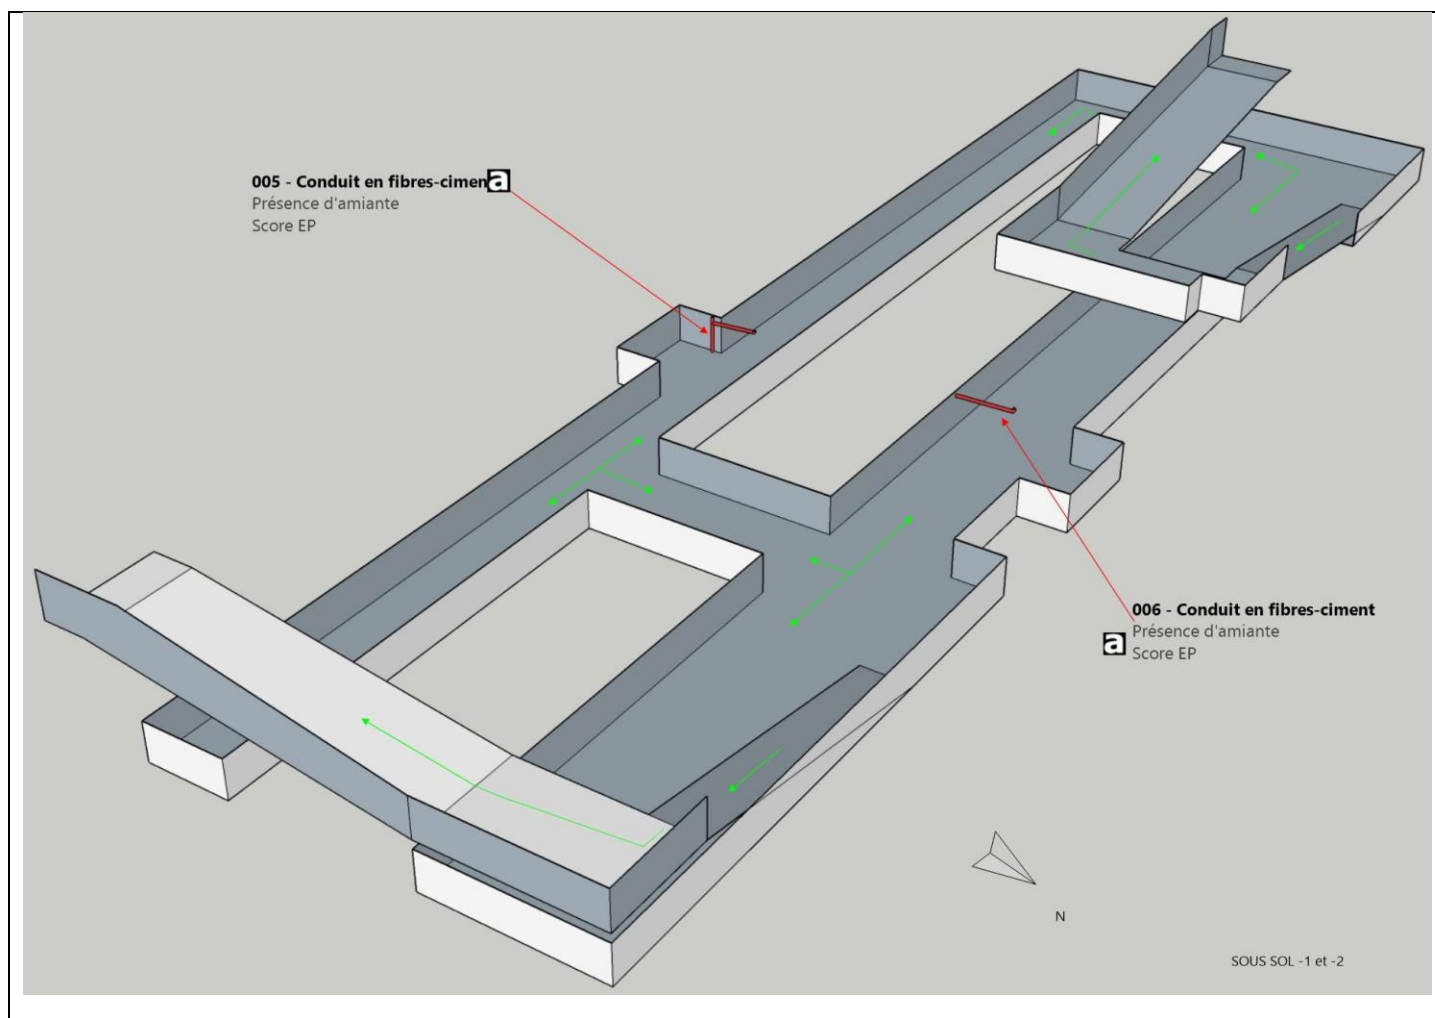 005 - Conduit en fibres-cimen a
Présence d'amiante
Score EP
006 - Conduit en fibres-ciment
a Présence d'amiante
Score EP
N
SOUS SOL -1 et -2